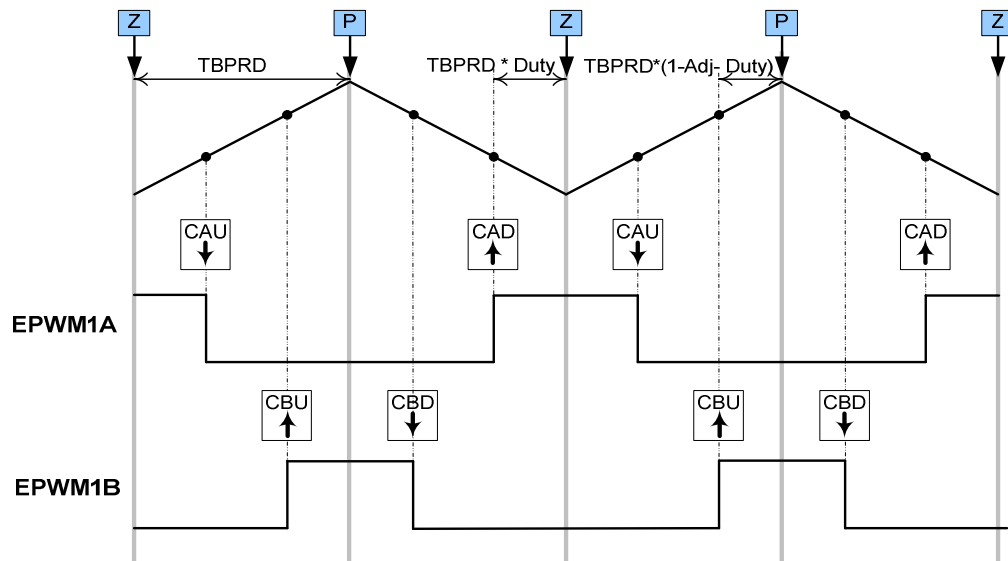 Z P Z P Z
TBPRD TBPRD * Duty TBPRD*(1-Adj- Duty)
CAU CAD CAU CAD
EPWM1A
CBU CBD CBU CBD
EPWM1B